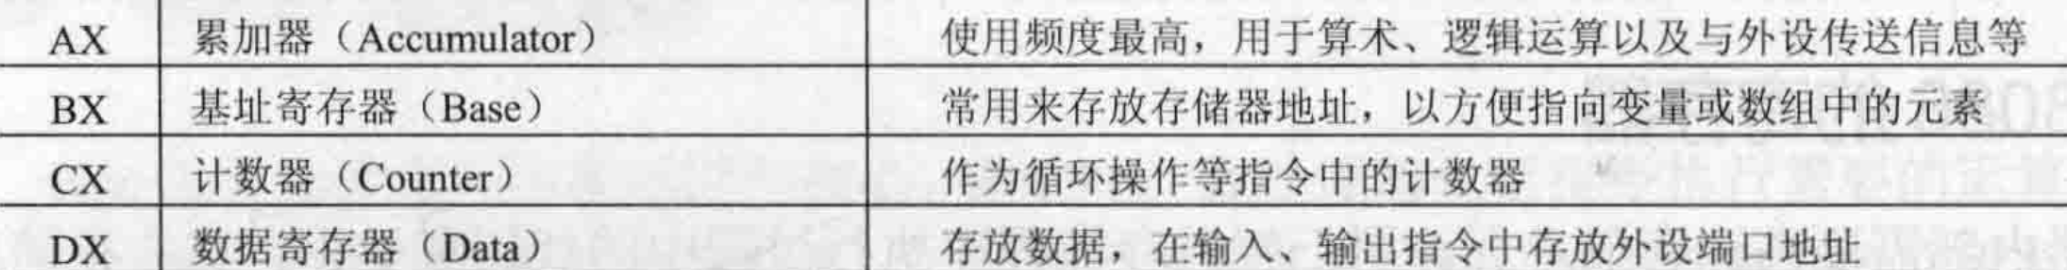 AX 累加器（Accumulator） 使用频度最高，用于算术、逻辑运算以及与外设传送信息等
BX 基址寄存器（Base） 常用来存放存储器地址，以方便指向变量或数组中的元素
CX 计数器（Counter） 作为循环操作等指令中的计数器
DX 数据寄存器（Data） 存放数据，在输入、输出指令中存放外设端口地址